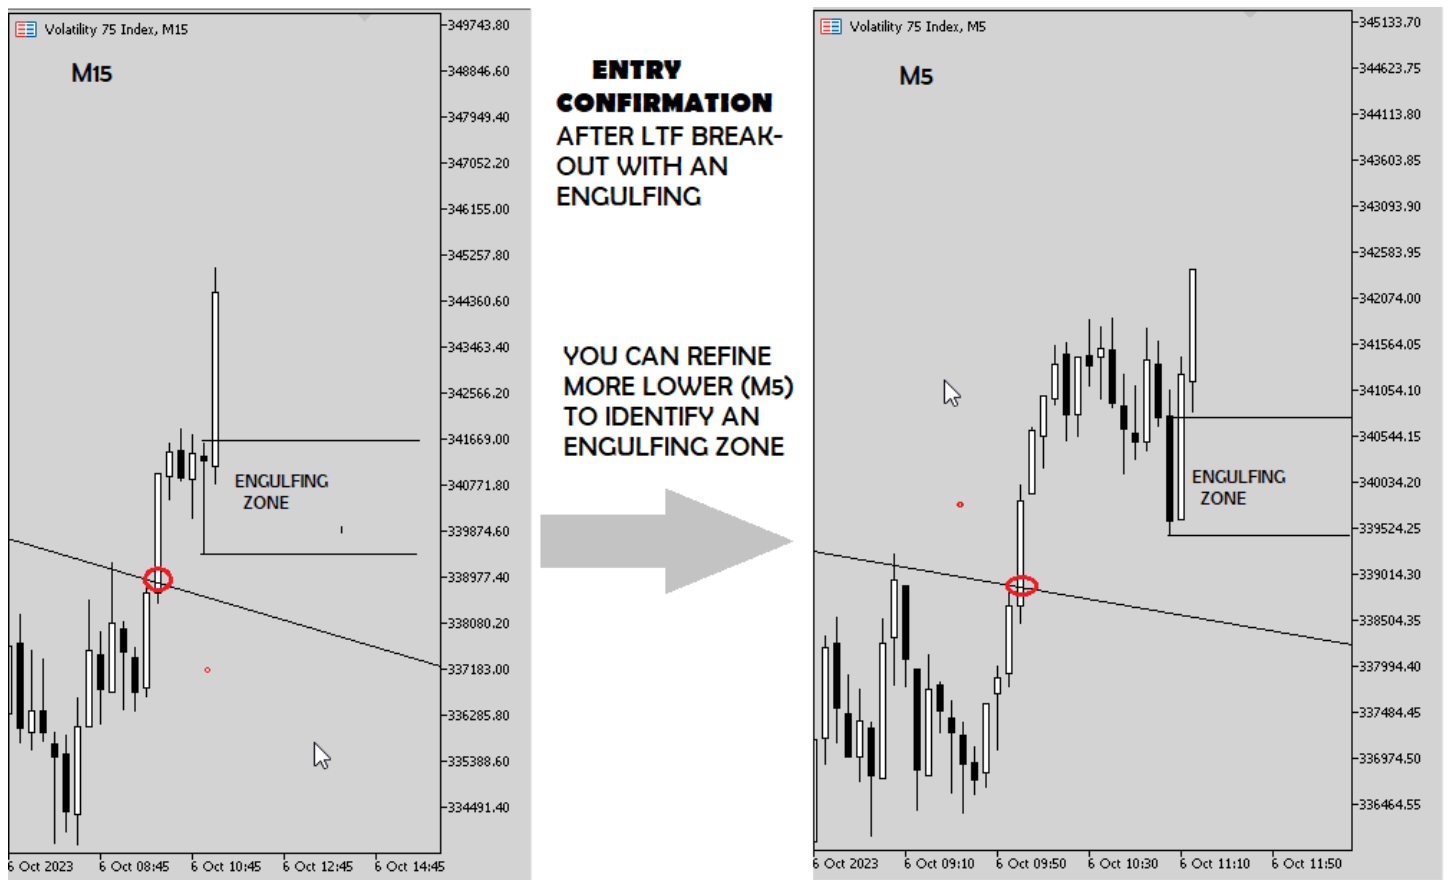 Volatility 75 Index, M15
M15
349743.80
348846.60
347949.40
347052.20
346155.00
345257.80
344360.60
343463.40
342566.20
341669.00
340771.80
339874.60
338977.40
338080.20
337183.00
336285.80
335388.60
334491.40
ENGULFING
ZONE
6 Oct 2023
6 Oct 08:45
6 Oct 10:45
6 Oct 12:45
6 Oct 14:45
ENTRY
CONFIRMATION
AFTER LTF BREAK-
OUT WITH AN
ENGULFING
YOU CAN REFINE
MORE LOWER (M5)
TO IDENTIFY AN
ENGULFING ZONE
Volatility 75 Index, M5
M5
345133.70
344623.75
344113.80
343603.85
343093.90
342583.95
342074.00
341564.05
341054.10
340544.15
340034.20
339524.25
339014.30
338504.35
337994.40
337484.45
336974.50
336464.55
ENGULFING
ZONE
6 Oct 2023
6 Oct 09:10
6 Oct 09:50
6 Oct 10:30
6 Oct 11:10
6 Oct 11:50